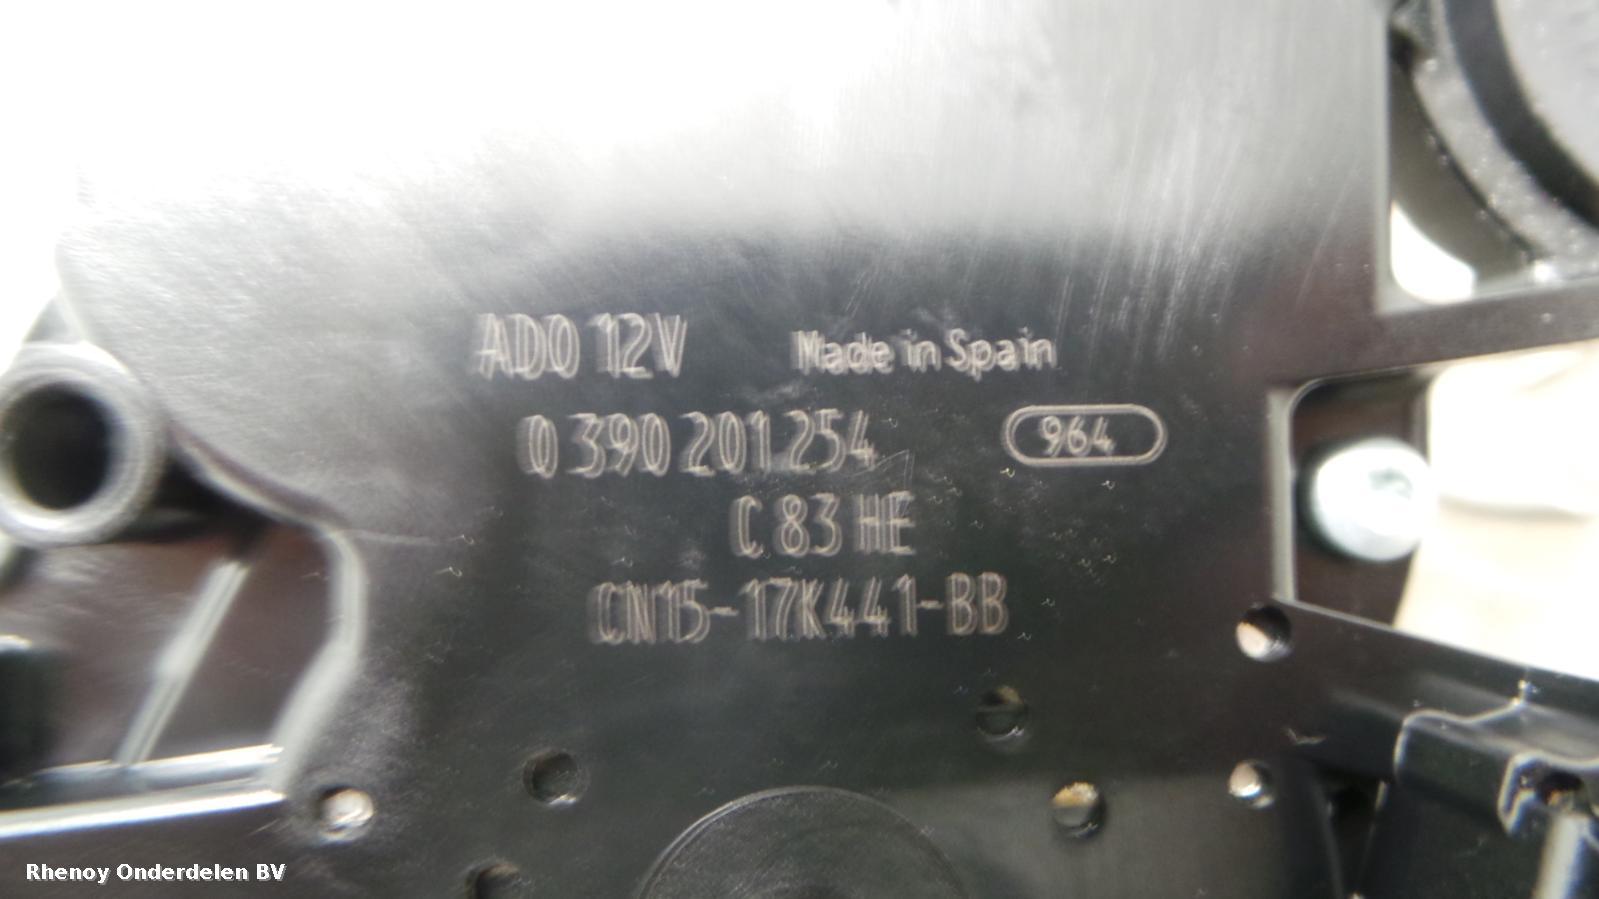 ADO 12V Made in Spain
0 390 201 254 964
C 83 HE
CN15-17K441-BB
Rhenoy Onderdelen BV